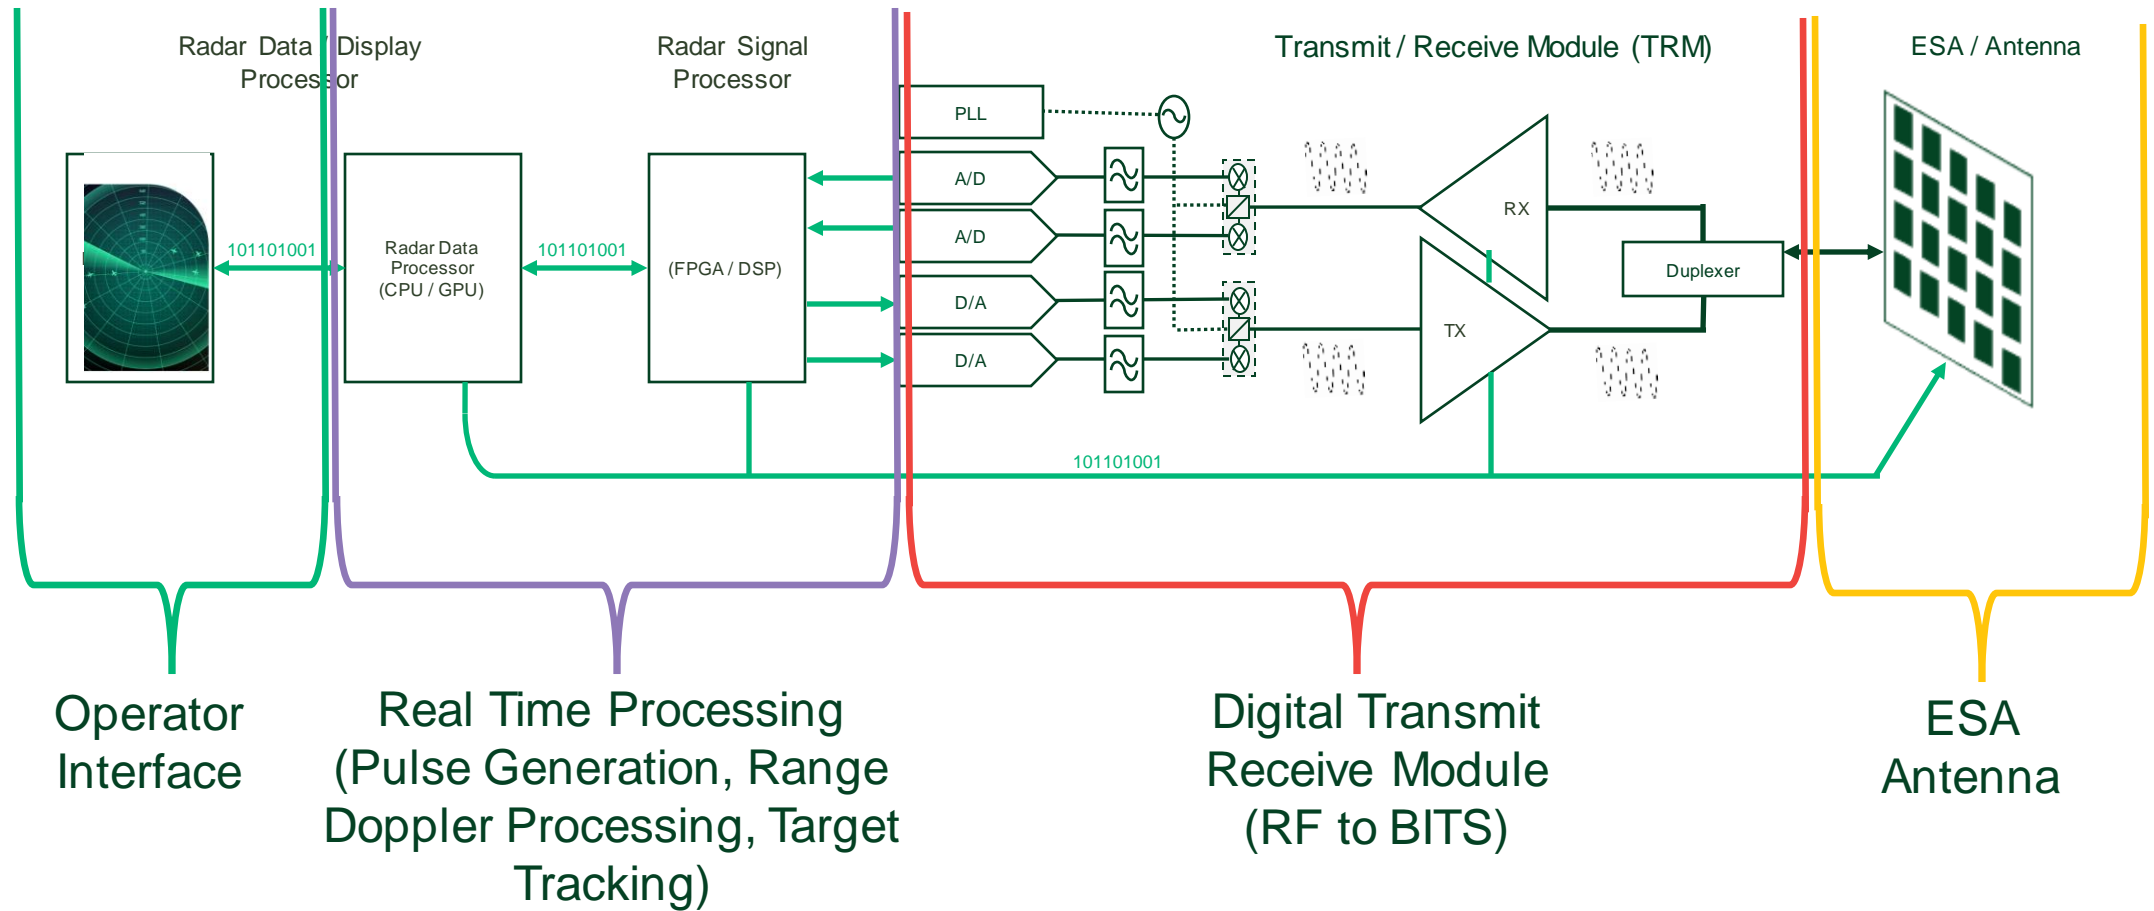 Radar Data / Display
Processor
Radar Signal
Processor
Transmit / Receive Module (TRM)
ESA / Antenna
PLL
A/D
A/D
D/A
D/A
RX
TX
Duplexer
101101001
Radar Data
Processor
(CPU / GPU)
101101001
(FPGA / DSP)
101101001
Operator
Interface
Real Time Processing
(Pulse Generation, Range
Doppler Processing, Target
Tracking)
Digital Transmit
Receive Module
(RF to BITS)
ESA
Antenna